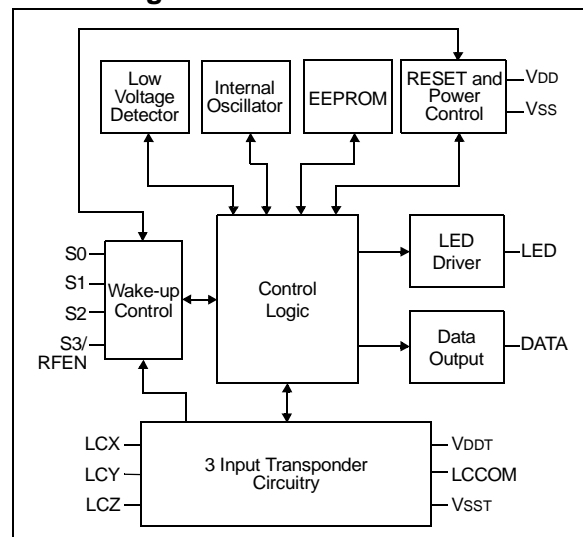 Low
Voltage
Detector
Internal
Oscillator
EEPROM
RESET and
Power
Control
VDD
VSS
S0
S1
S2
S3/
RFEN
Wake-up
Control
Control
Logic
LED
Driver
LED
Data
Output
DATA
LCX
LCY
LCZ
3 Input Transponder
Circuitry
VDDT
LCCOM
VSST